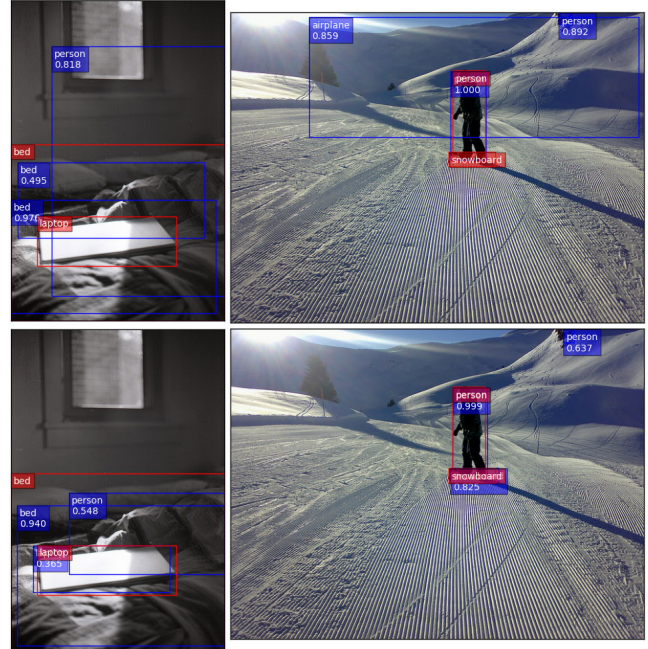 person
0.818
bed
bed
0.495
bed
laptop
airplane
0.859
person
0.892
person
1.000
snowboard
bed
person
0.548
bed
0.940
laptop
0.365
person
0.637
person
0.999
snowboard
0.825